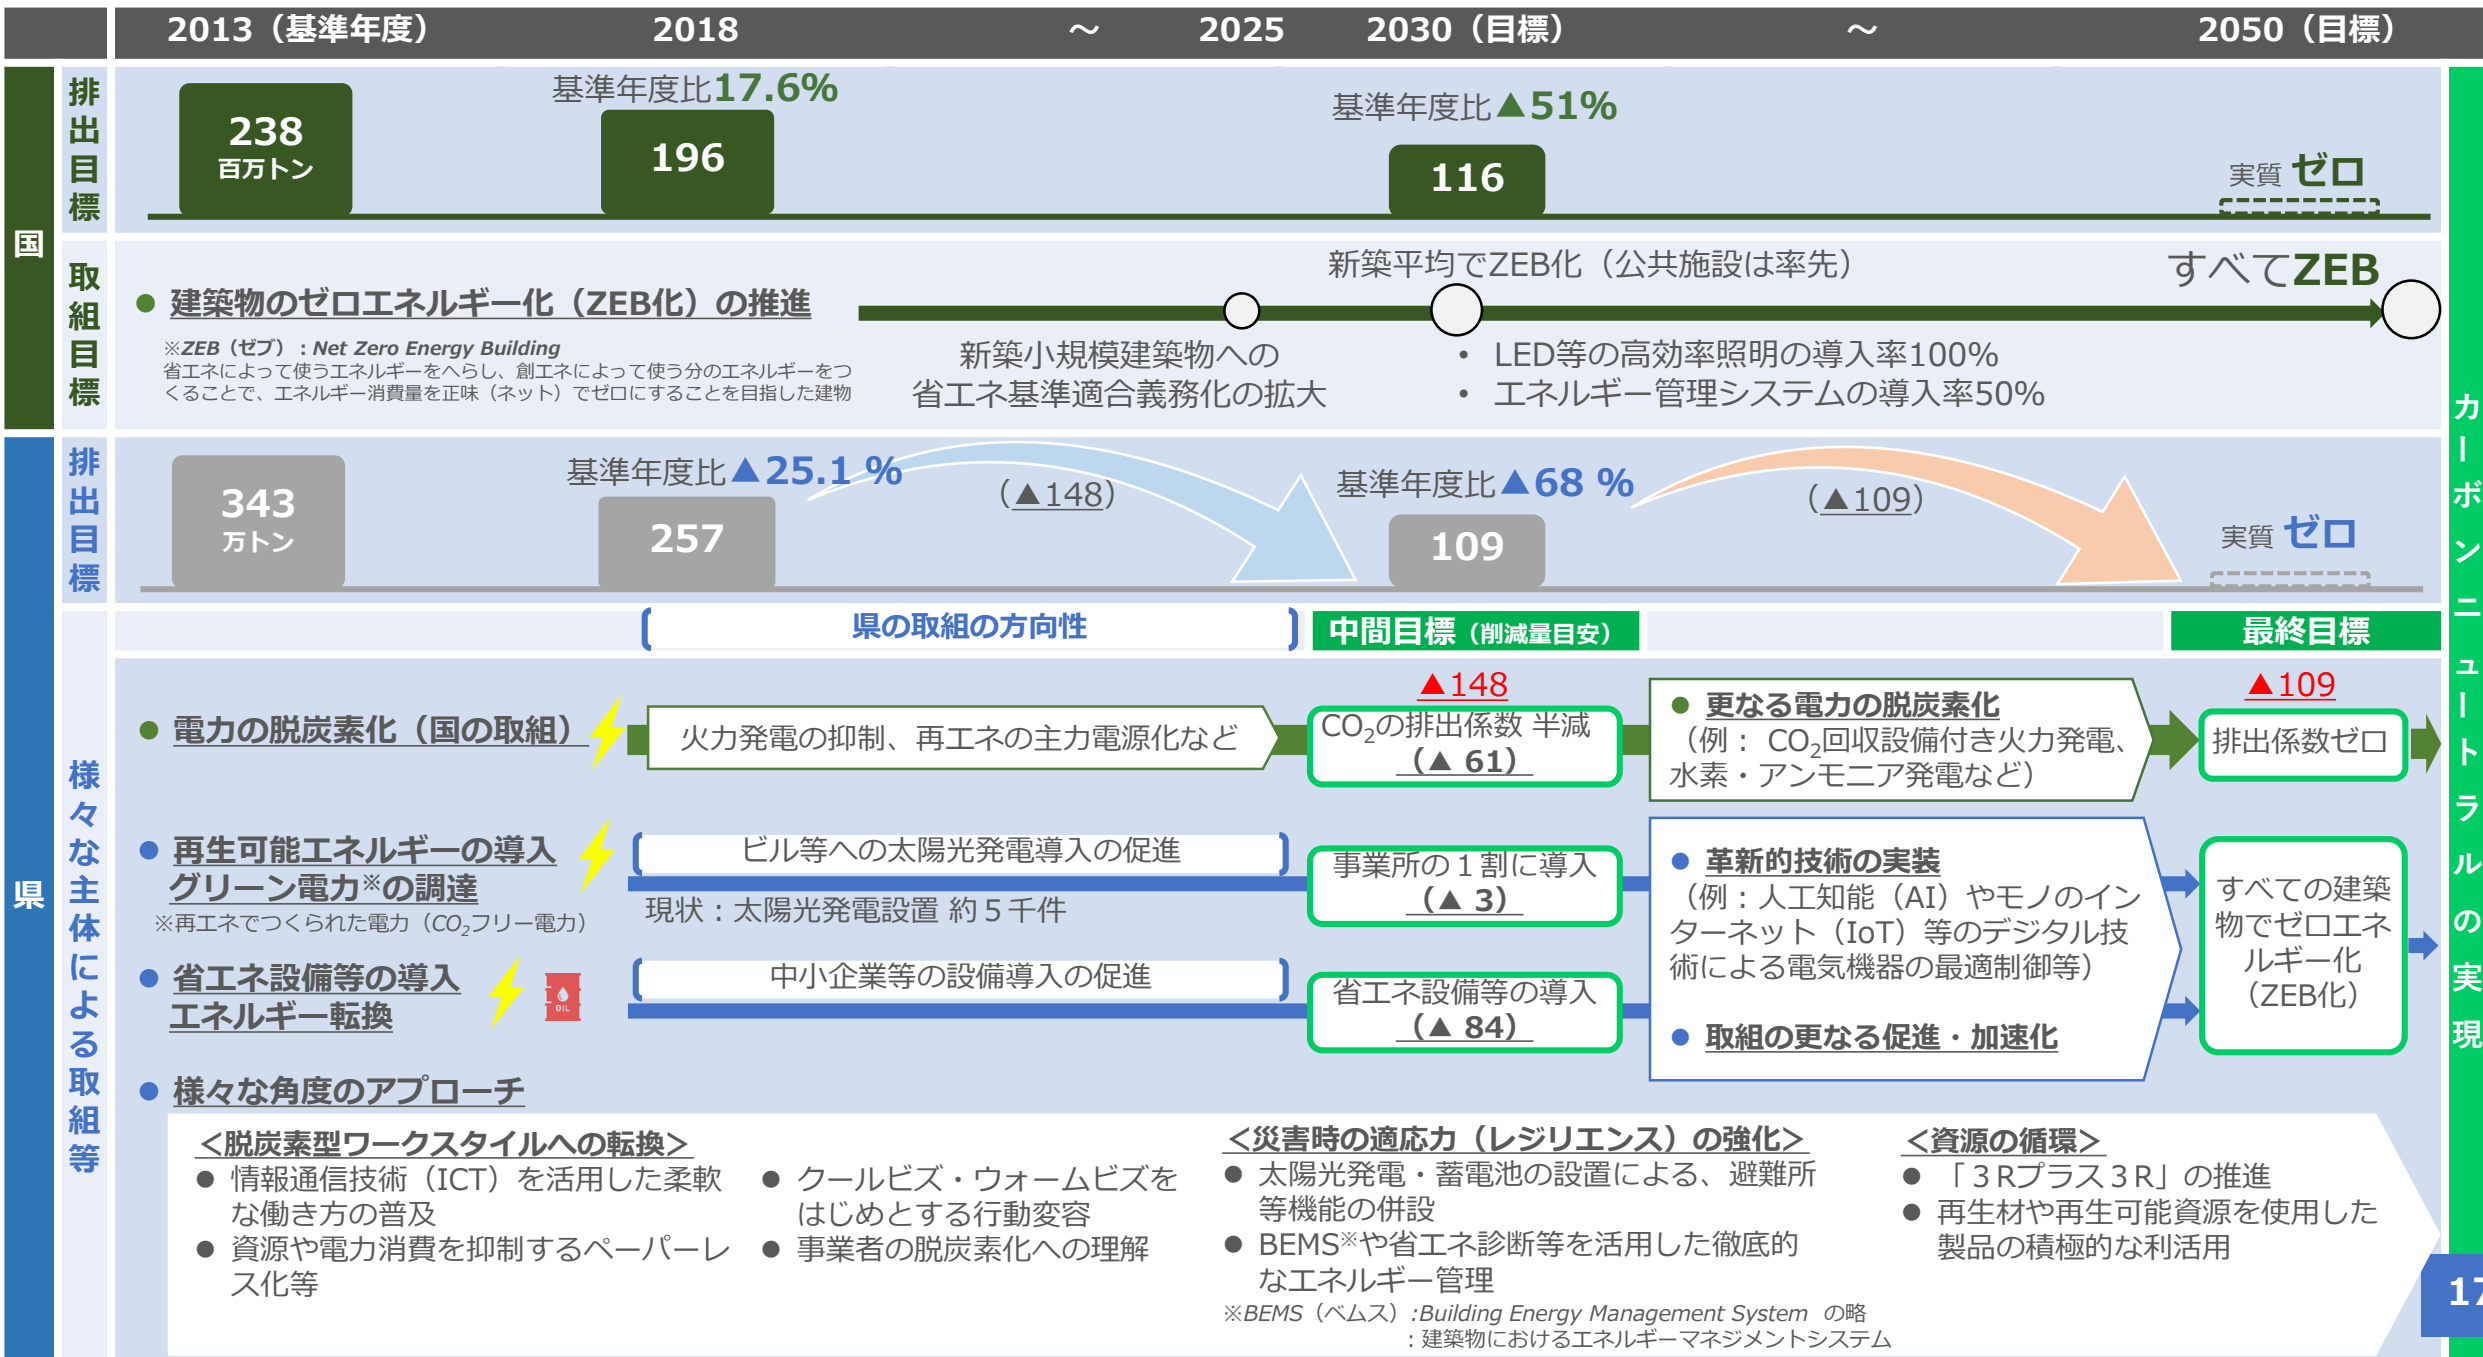 2013（基準年度） 2018 ～ 2025 2030（目標） ～ 2050（目標）
国
排出目標
238
百万トン
基準年度比17.6%
196
基準年度比▲51%
116
実質 ゼロ
取組目標
● 建築物のゼロエネルギー化（ZEB化）の推進
※ZEB（ゼブ）：Net Zero Energy Building
省エネによって使うエネルギーをへらし、創エネによって使う分のエネルギーをつ
くることで、エネルギー消費量を正味（ネット）でゼロにすることを目指した建物
新築平均でZEB化（公共施設は率先）
すべてZEB
新築小規模建築物への
省エネ基準適合義務化の拡大
・ LED等の高効率照明の導入率100%
・ エネルギー管理システムの導入率50%
県
排出目標
343
万トン
基準年度比▲25.1 %
257
（▲148）
基準年度比▲68 %
109
（▲109）
実質 ゼロ
様々な主体による取組等
県の取組の方向性
中間目標（削減量目安）
最終目標
● 電力の脱炭素化（国の取組）
火力発電の抑制、再エネの主力電源化など
▲148
CO2の排出係数 半減
（▲ 61）
● 更なる電力の脱炭素化
（例： CO2回収設備付き火力発電、
水素・アンモニア発電など）
▲109
排出係数ゼロ
● 再生可能エネルギーの導入
グリーン電力※の調達
※再エネでつくられた電力（CO2フリー電力）
ビル等への太陽光発電導入の促進
現状：太陽光発電設置 約５千件
事業所の１割に導入
（▲ 3）
● 省エネ設備等の導入
エネルギー転換
OIL
中小企業等の設備導入の促進
省エネ設備等の導入
（▲ 84）
● 革新的技術の実装
（例：人工知能（AI）やモノのイン
ターネット（IoT）等のデジタル技
術による電気機器の最適制御等）
● 取組の更なる促進・加速化
すべての建築
物でゼロエネ
ルギー化
（ZEB化）
● 様々な角度のアプローチ
＜脱炭素型ワークスタイルへの転換＞
● 情報通信技術（ICT）を活用した柔軟
な働き方の普及
● 資源や電力消費を抑制するペーパーレ
ス化等
● クールビズ・ウォームビズを
はじめとする行動変容
● 事業者の脱炭素化への理解
＜災害時の適応力（レジリエンス）の強化＞
● 太陽光発電・蓄電池の設置による、避難所
等機能の併設
● BEMS※や省エネ診断等を活用した徹底的
なエネルギー管理
※BEMS（ベムス）:Building Energy Management System の略
：建築物におけるエネルギーマネジメントシステム
＜資源の循環＞
● 「３Rプラス３R」の推進
● 再生材や再生可能資源を使用した
製品の積極的な利活用
カーボンニュートラルの実現
17